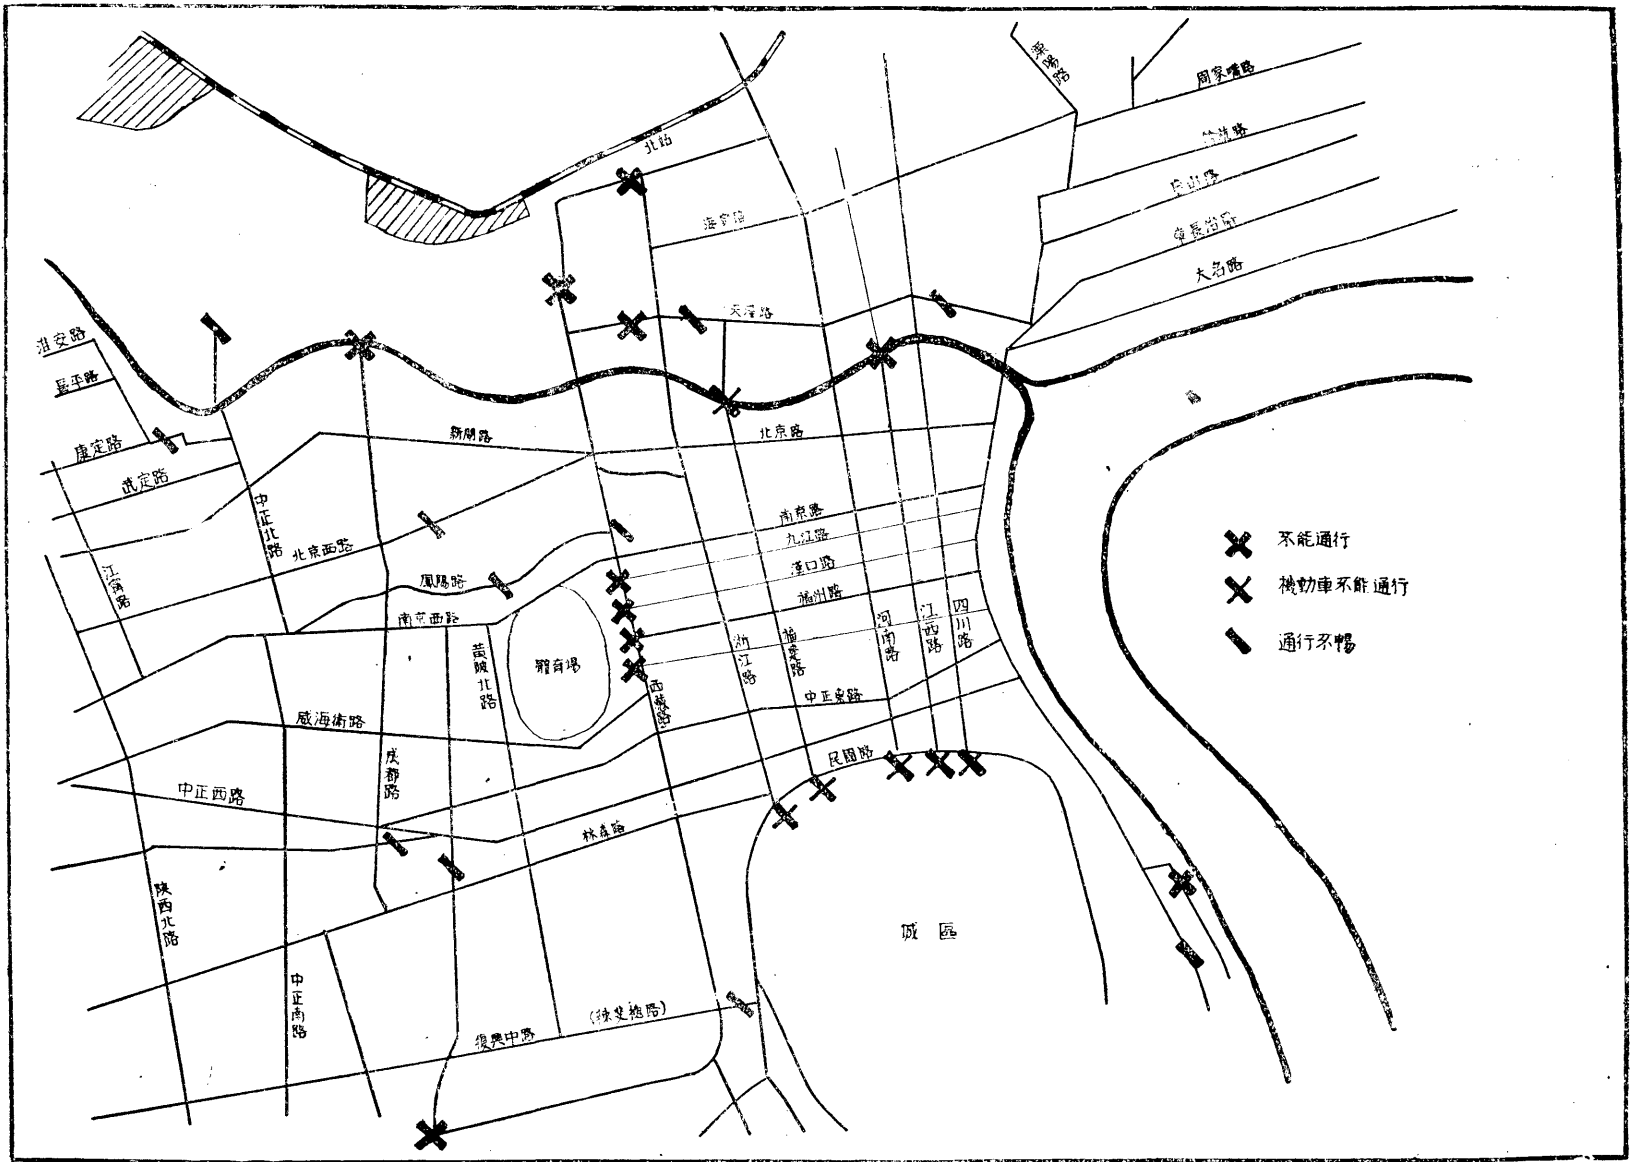 溧陽路
周家嘴路
北站
海寧路
東長治路
大名路
天潼路
淮安路
昌平路
康定路
武定路
新閘路
北京路
中正北路
北京西路
江寧路
鳳陽路
南京西路
南京路
九江路
漢口路
福州路
黃陂北路
體育場
西藏路
浙江路
福建路
河南路
江西路
四川路
不能通行
機動車不能通行
通行不暢
威海衛路
中正東路
成都路
民國路
中正西路
林森路
陝西北路
城區
中正南路
復興中路